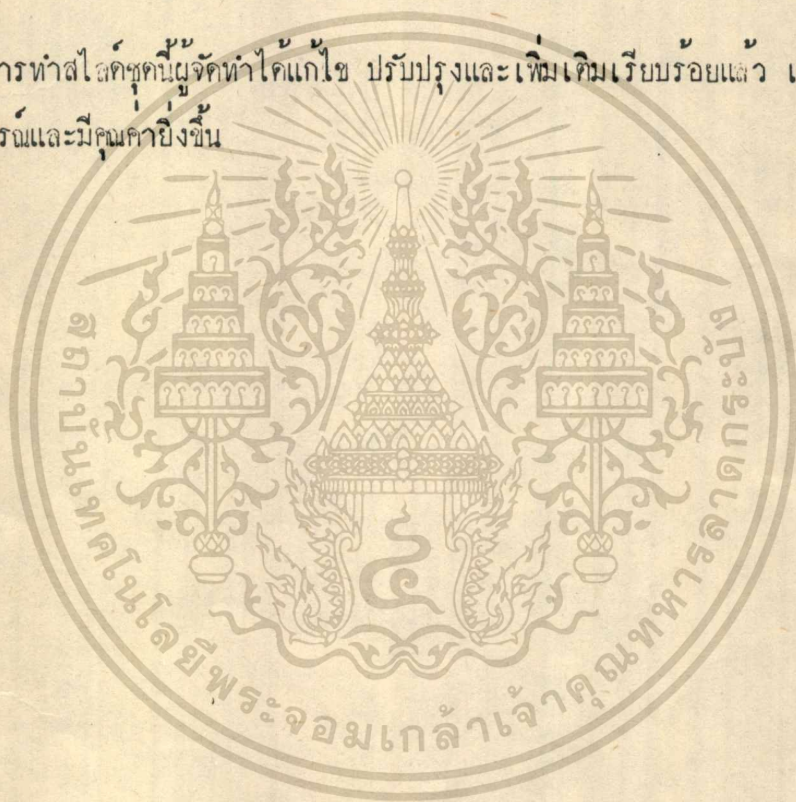 ารทำสไลด์ชุดนี้ผู้จัดทำได้แก้ไข ปรับปรุงและเพิ่มเติมเรียบร้อยแล้ว เ
รณ์และมีคุณค่ายิ่งขึ้น
สถาบันเทคโนโลยีพระจอมเกล้าเจ้าคุณทหารลาดกระบัง
๔